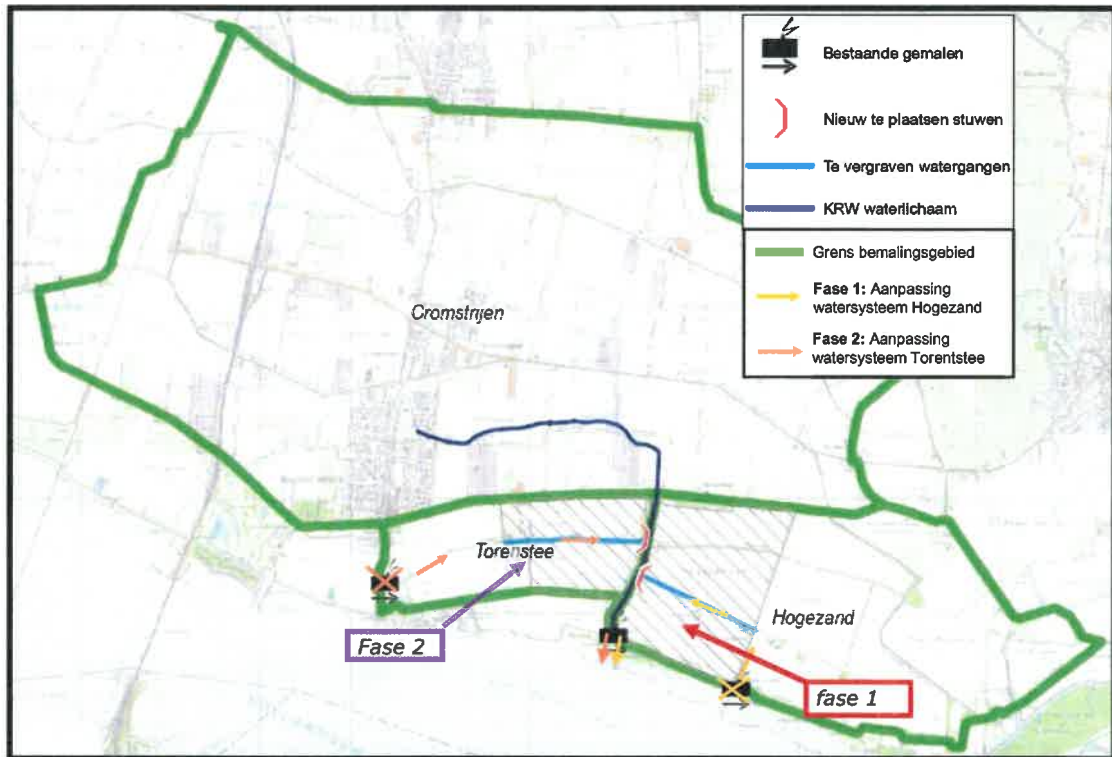 Bestaande gemalen
Nieuw te plaatsen stuwen
Te vergraven watergangen
KRW waterlichaam
Grens bemalingsgebied
Fase 1: Aanpassing
watersysteem Hogezand
Fase 2: Aanpassing
watersysteem Torentstee
Cromstrijen
Torenstee
Hogezand
Fase 2
fase 1